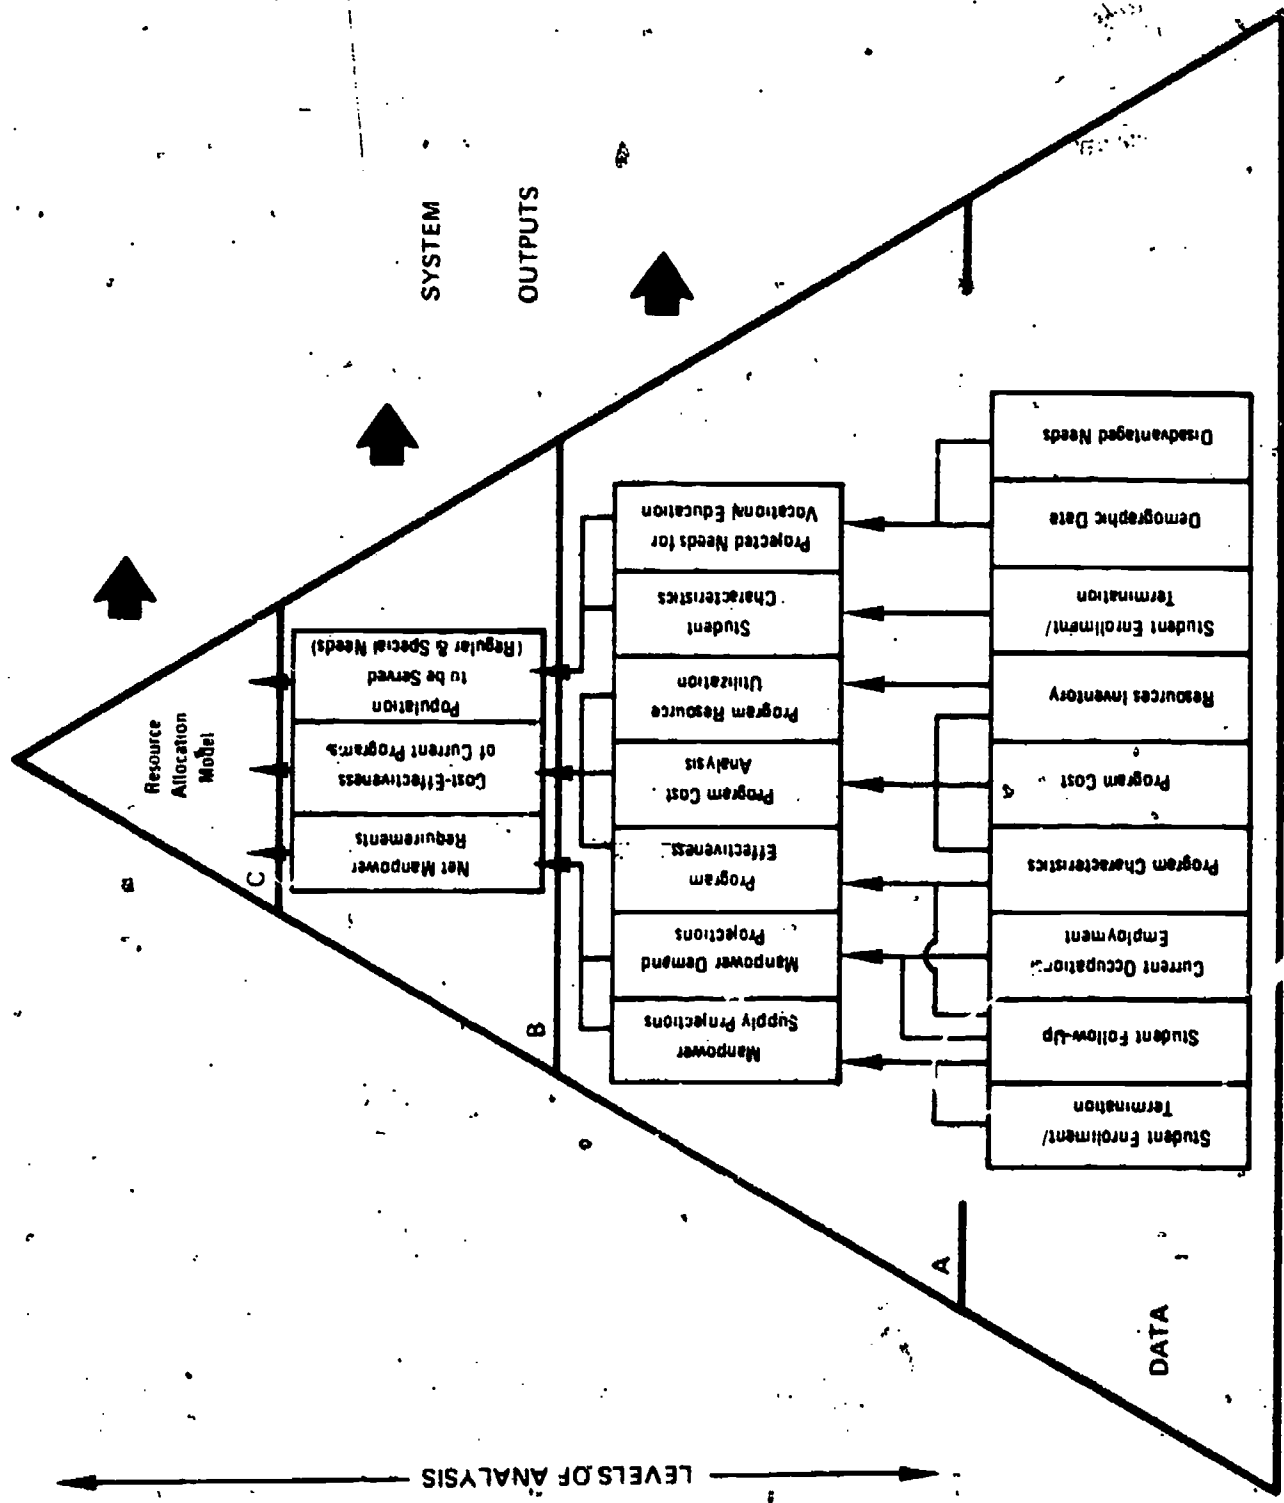 SYSTEM
OUTPUTS
Resource
Allocation
Model
C
Net Manpower
Requirements
Cost-Effectiveness
of Current Programs
Population
to be Served
(Regular & Special Needs)
B
Manpower
Supply Projections
Manpower Demand
Projections
Program
Effectiveness
Program Cost
Analysis
Program Resource
Utilization
Student
Characteristics
Projected Needs for
Vocational Education
A
Student Enrollment/
Termination
Student Follow-Up
Current Occupational
Employment
Program Characteristics
Program Cost
Resources Inventory
Student Enrollment/
Termination
Demographic Data
Disadvantaged Needs
DATA
LEVELS OF ANALYSIS